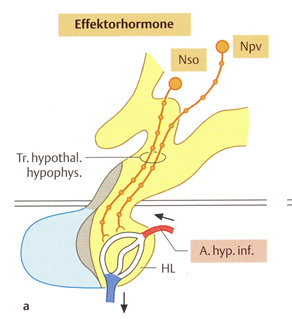 Effektorhormone
Npv
Nso
Tr. hypothal.
hypophys.
A. hyp. inf.
HL
a